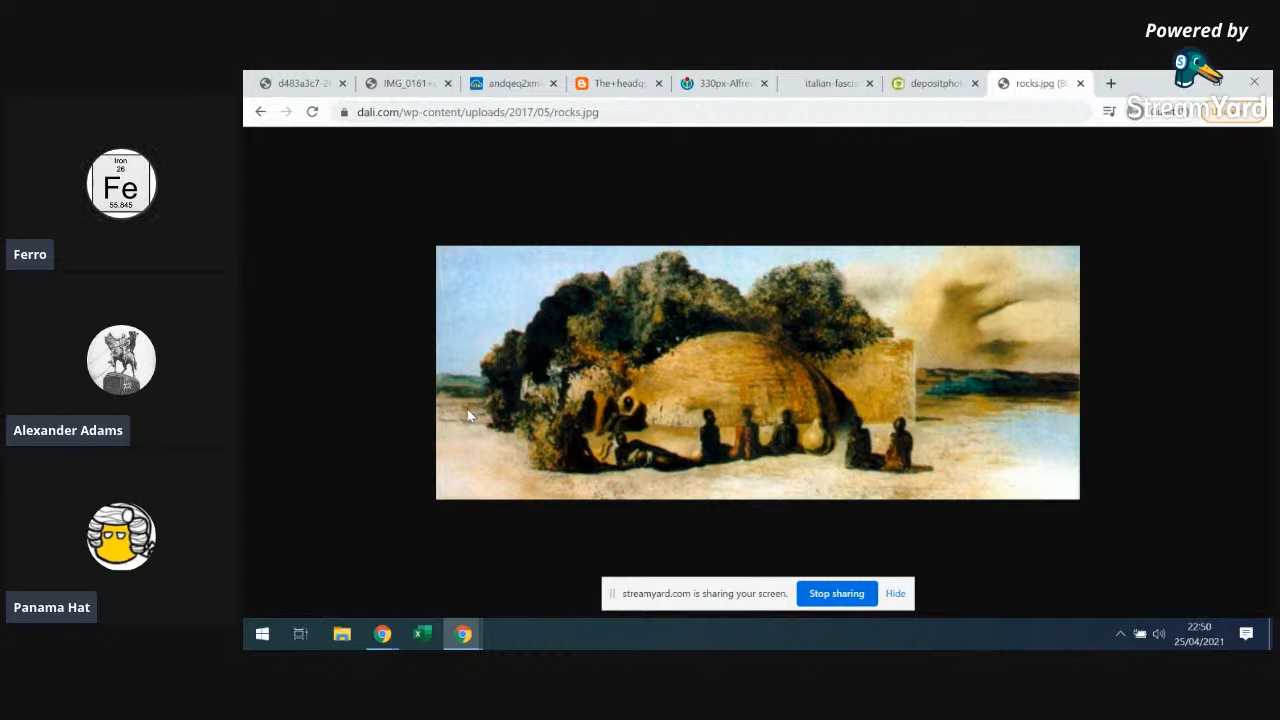 Powered by
StreamYard
d483a3c7-2
IMG_0161
andqeq2xm
The+headq
330px-Alfre
italian-fasci
depositphot
rocks.jpg (80
dali.com/wp-content/uploads/2017/05/rocks.jpg
Iron
26
Fe
55.845
Ferro
Alexander Adams
Panama Hat
streamyard.com is sharing your screen.
Stop sharing
Hide
22:50
25/04/2021